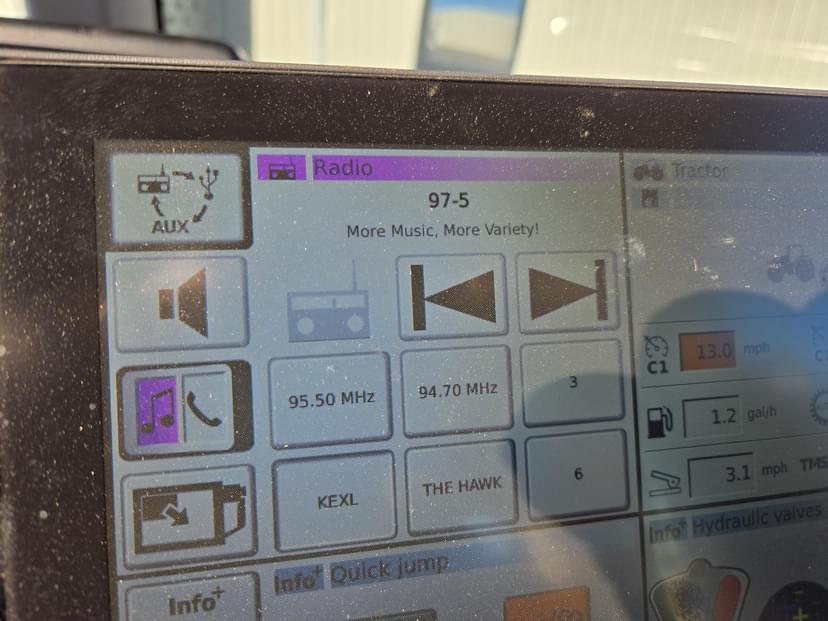 Radio
Tractor
97-5
More Music, More Variety!
AUX
C1
13.0 mph
95.50 MHz
94.70 MHz
3
1.2 gal/h
KEXL
THE HAWK
6
3.1 mph
TMS
Info+ Quick jump
Info+ Hydraulic valves
Info+